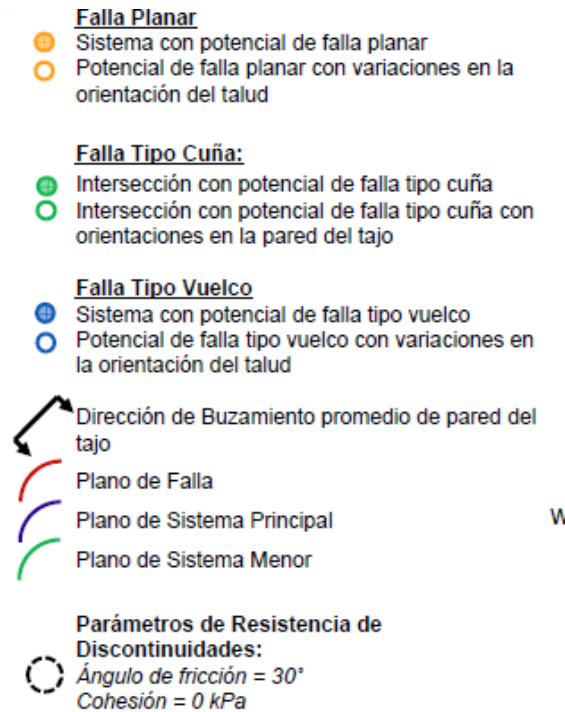 Falla Planar
Sistema con potencial de falla planar
Potencial de falla planar con variaciones en la
orientación del talud
Falla Tipo Cuña:
Intersección con potencial de falla tipo cuña
Intersección con potencial de falla tipo cuña con
orientaciones en la pared del tajo
Falla Tipo Vuelco
Sistema con potencial de falla tipo vuelco
Potencial de falla tipo vuelco con variaciones en
la orientación del talud
Dirección de Buzamiento promedio de pared del
tajo
Plano de Falla
Plano de Sistema Principal
W
Plano de Sistema Menor
Parámetros de Resistencia de
Discontinuidades:
Ángulo de fricción = 30°
Cohesión = 0 kPa